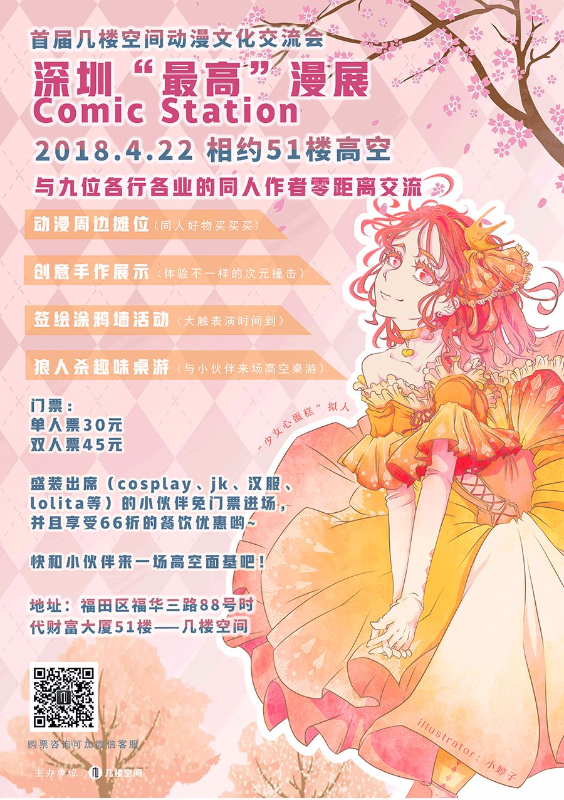 首届几楼空间动漫文化交流会
深圳“最高”漫展
Comic Station
2018.4.22 相约51楼高空
与九位各行各业的同人作者零距离交流
动漫周边摊位(同人好物买买买)
创意手作展示(体验不一样的次元撞击)
签绘涂鸦墙活动(大触表演时间到)
狼人杀趣味桌游(与小伙伴来场高空桌游)
“少女心蛋糕”拟人
门票：
单人票30元
双人票45元
盛装出席（cosplay、jk、汉服、
lolita等）的小伙伴免门票进场，
并且享受66折的餐饮优惠哟~
快和小伙伴来一场高空面基吧！
地址：福田区福华三路88号时
代财富大厦51楼——几楼空间
购票咨询可加微信客服
主办单位： 几楼空间
illustrator：小婷子